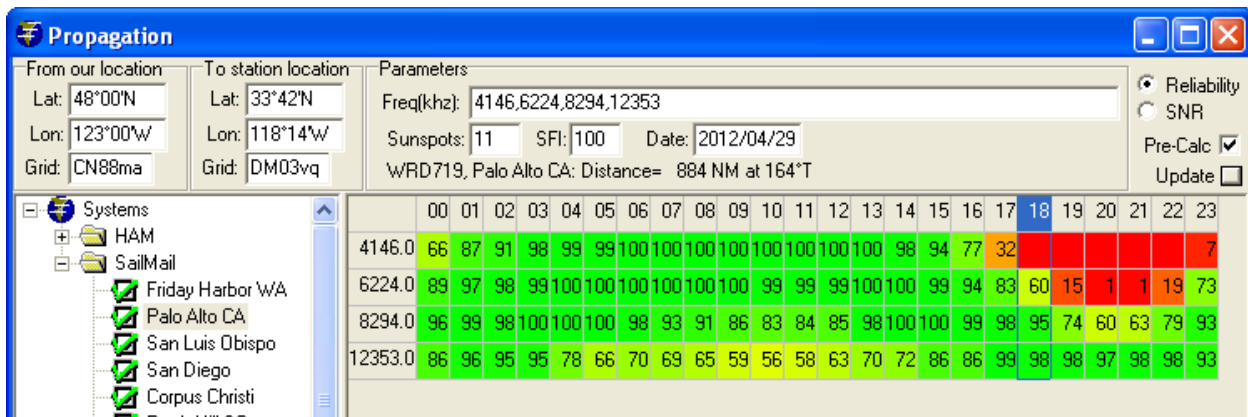 Propagation
From our location To station location Parameters
Lat: 48°00'N Lat: 33°42'N Freq(khz): 4146,6224,8294,12353 Reliability
SNR
Lon: 123°00'W Lon: 118°14'W Sunspots: 11 SFI: 100 Date: 2012/04/29 Pre-Calc
Grid: CN88ma Grid: DM03vq WRD719, Palo Alto CA: Distance= 884 NM at 164°T Update
Systems
HAM
SailMail
Friday Harbor WA
Palo Alto CA
San Luis Obispo
San Diego
Corpus Christi
00 01 02 03 04 05 06 07 08 09 10 11 12 13 14 15 16 17 18 19 20 21 22 23
4146.0 66 87 91 98 99 99 100 100 100 100 100 100 100 100 98 94 77 32 7
6224.0 89 97 98 99 100 100 100 100 100 99 99 99 100 100 99 94 83 60 15 1 1 19 73
8294.0 96 99 98 100 100 100 98 93 91 86 83 84 85 98 100 100 99 98 95 74 60 63 79 93
12353.0 86 96 95 95 78 66 70 69 65 59 56 58 63 70 72 86 86 99 98 98 97 98 98 93